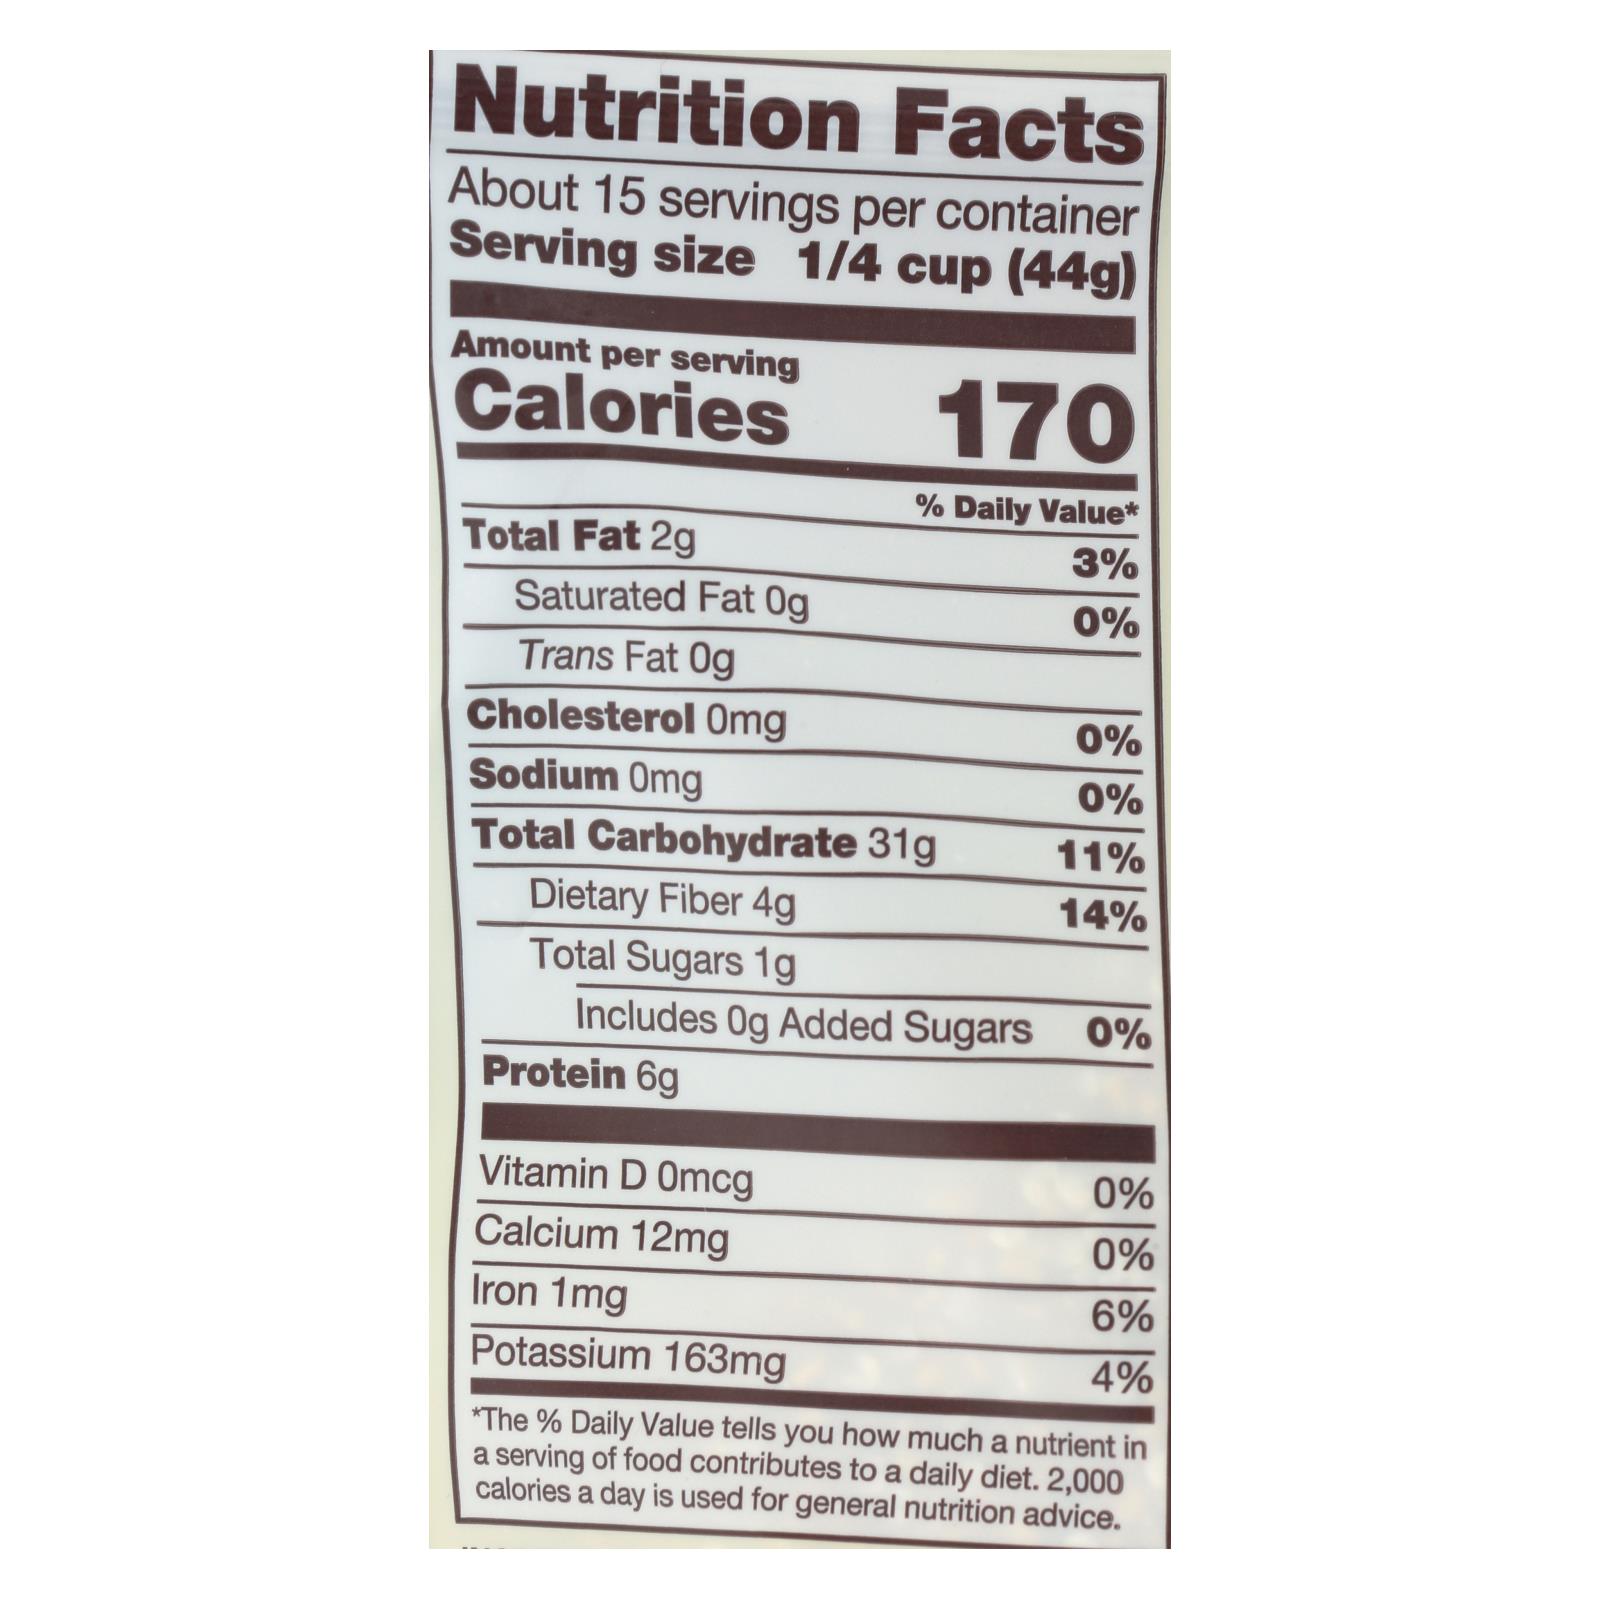 Nutrition Facts
About 15 servings per container
Serving size 1/4 cup (44g)
Amount per serving
Calories 170
% Daily Value*
Total Fat 2g 3%
Saturated Fat 0g 0%
Trans Fat 0g
Cholesterol 0mg 0%
Sodium 0mg 0%
Total Carbohydrate 31g 11%
Dietary Fiber 4g 14%
Total Sugars 1g
Includes 0g Added Sugars 0%
Protein 6g
Vitamin D 0mcg 0%
Calcium 12mg 0%
Iron 1mg 6%
Potassium 163mg 4%
*The % Daily Value tells you how much a nutrient in
a serving of food contributes to a daily diet. 2,000
calories a day is used for general nutrition advice.